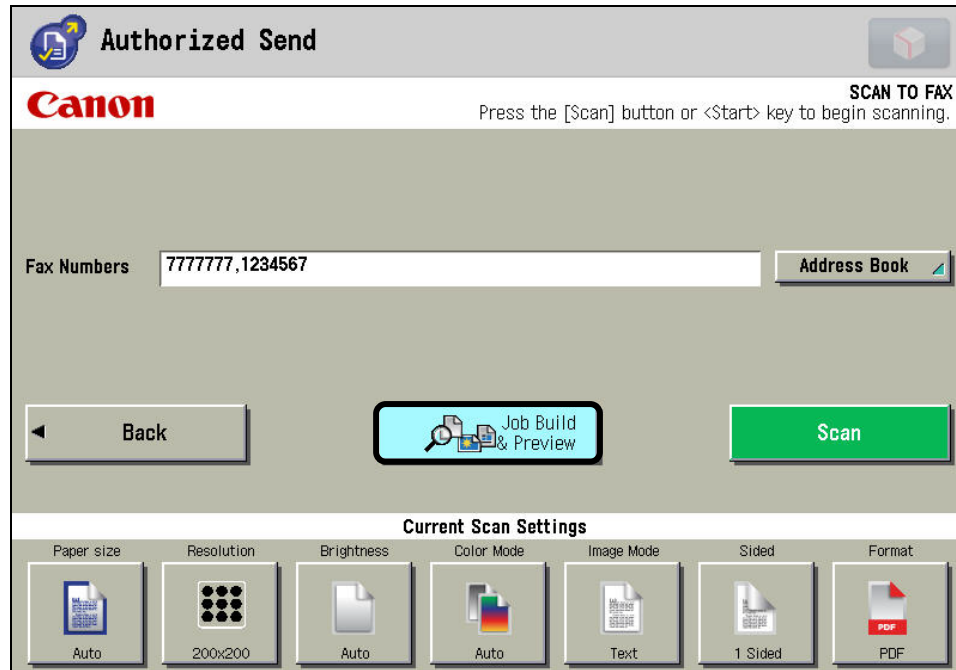 Authorized Send
Canon
SCAN TO FAX
Press the [Scan] button or <Start> key to begin scanning.
Fax Numbers
7777777,1234567
Address Book
Back
Job Build
& Preview
Scan
Current Scan Settings
Paper size
Resolution
Brightness
Color Mode
Image Mode
Sided
Format
PDF
Auto
200x200
Auto
Auto
Text
1 Sided
PDF